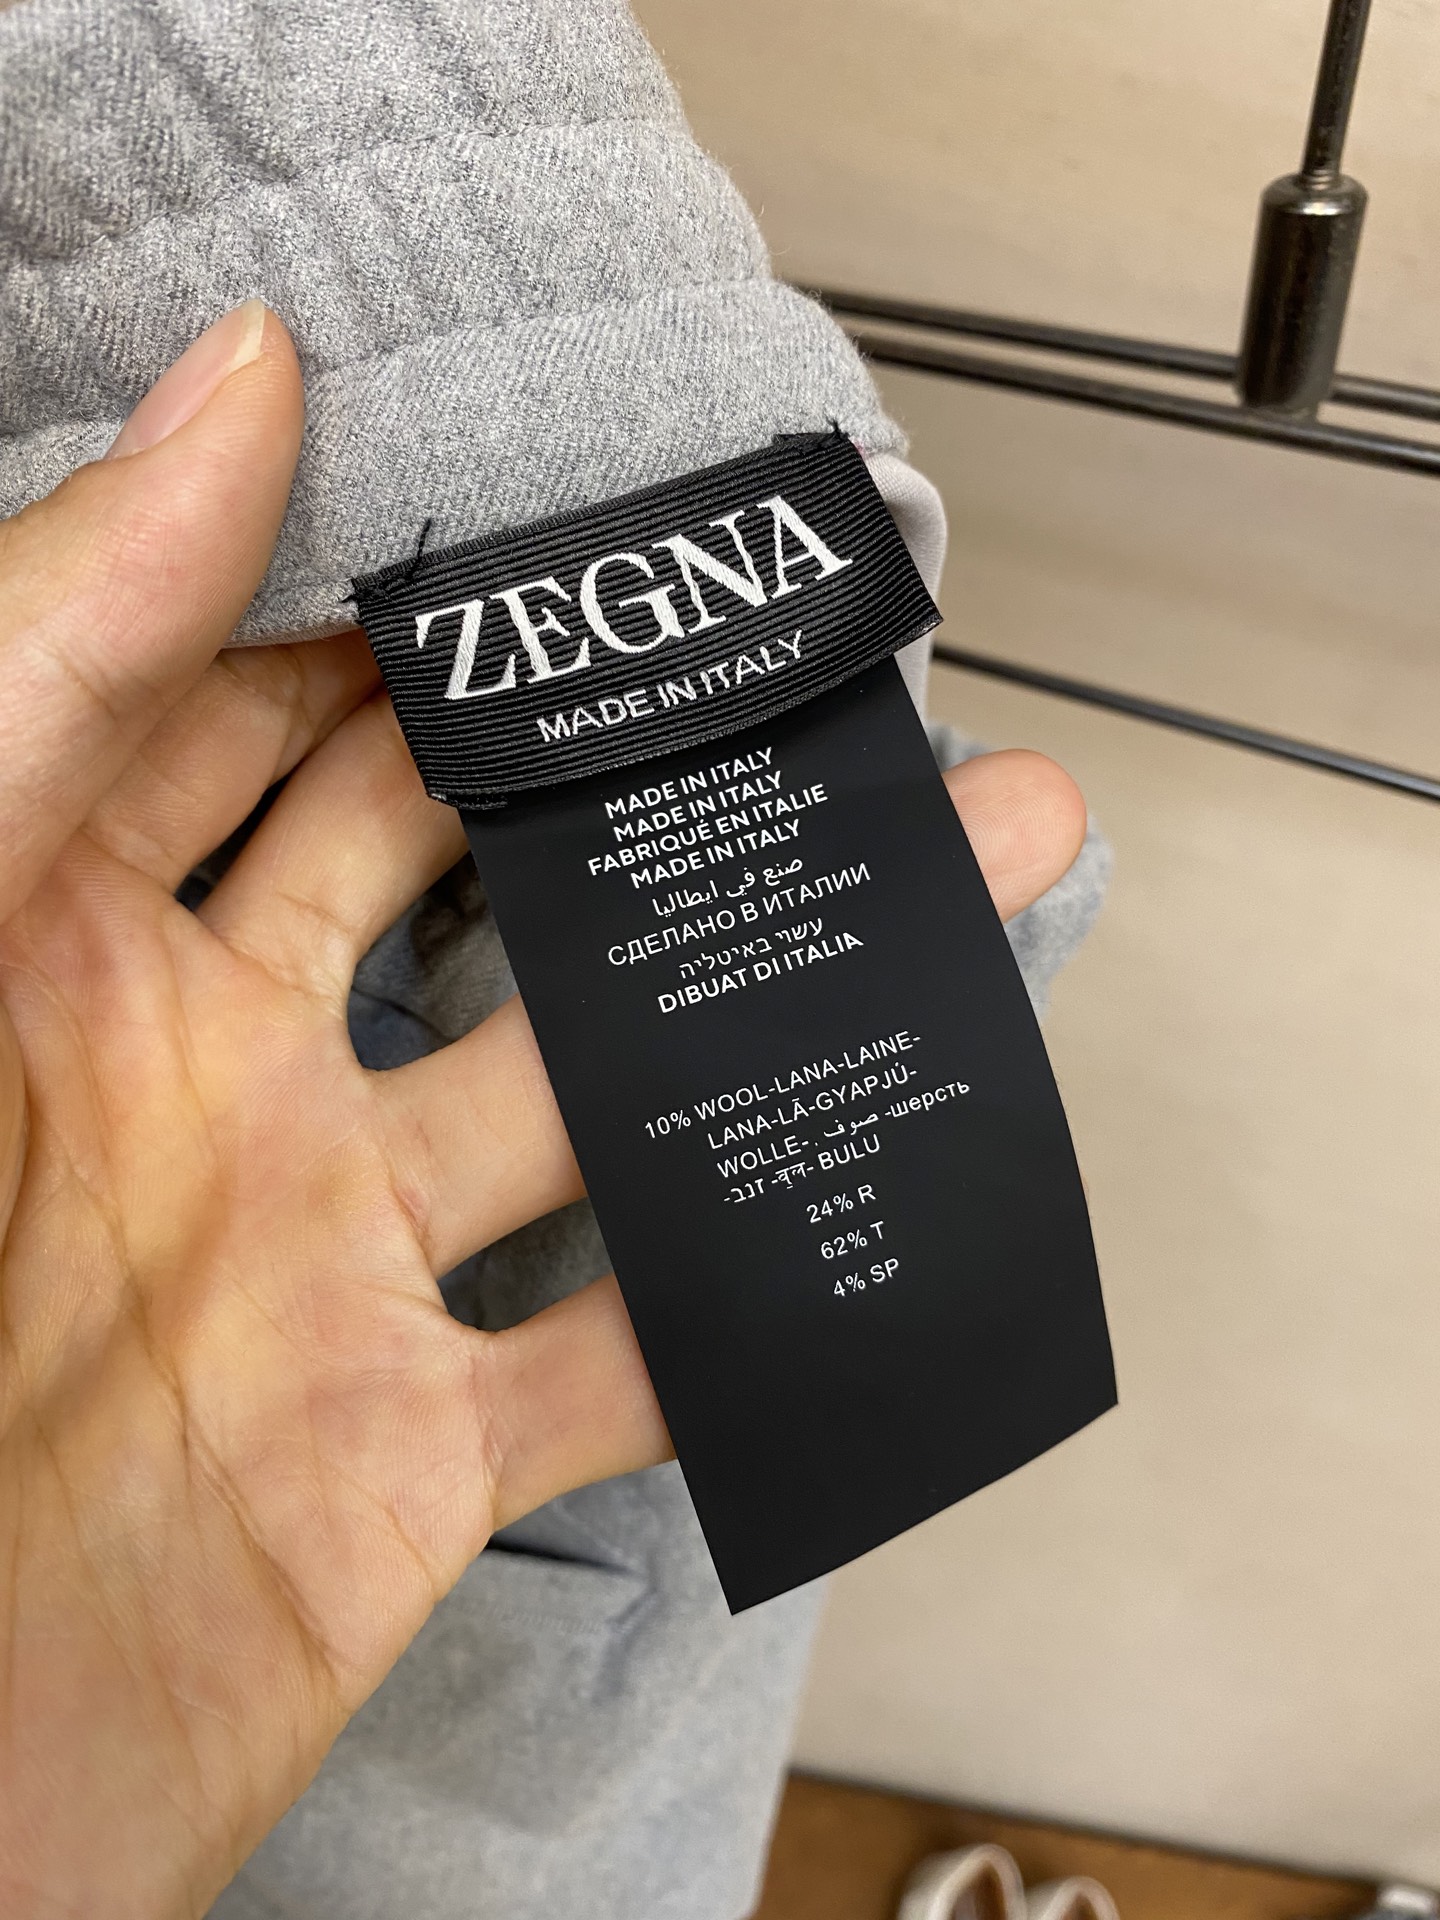 ZEGNA
MADE IN ITALY
MADE IN ITALY
MADE IN ITALY
FABRIQUÉ EN ITALIE
MADE IN ITALY
صنع في ايطاليا
СДЕЛАНО В ИТАЛИИ
עשוי באיטליה
DIBUAT DI ITALIA
10% WOOL-LANA-LAINE-
LANA-LÃ-GYAPJÚ-
WOLLE-. صوف -шерсть
-זנב -বুল- BULU
24% R
62% T
4% SP